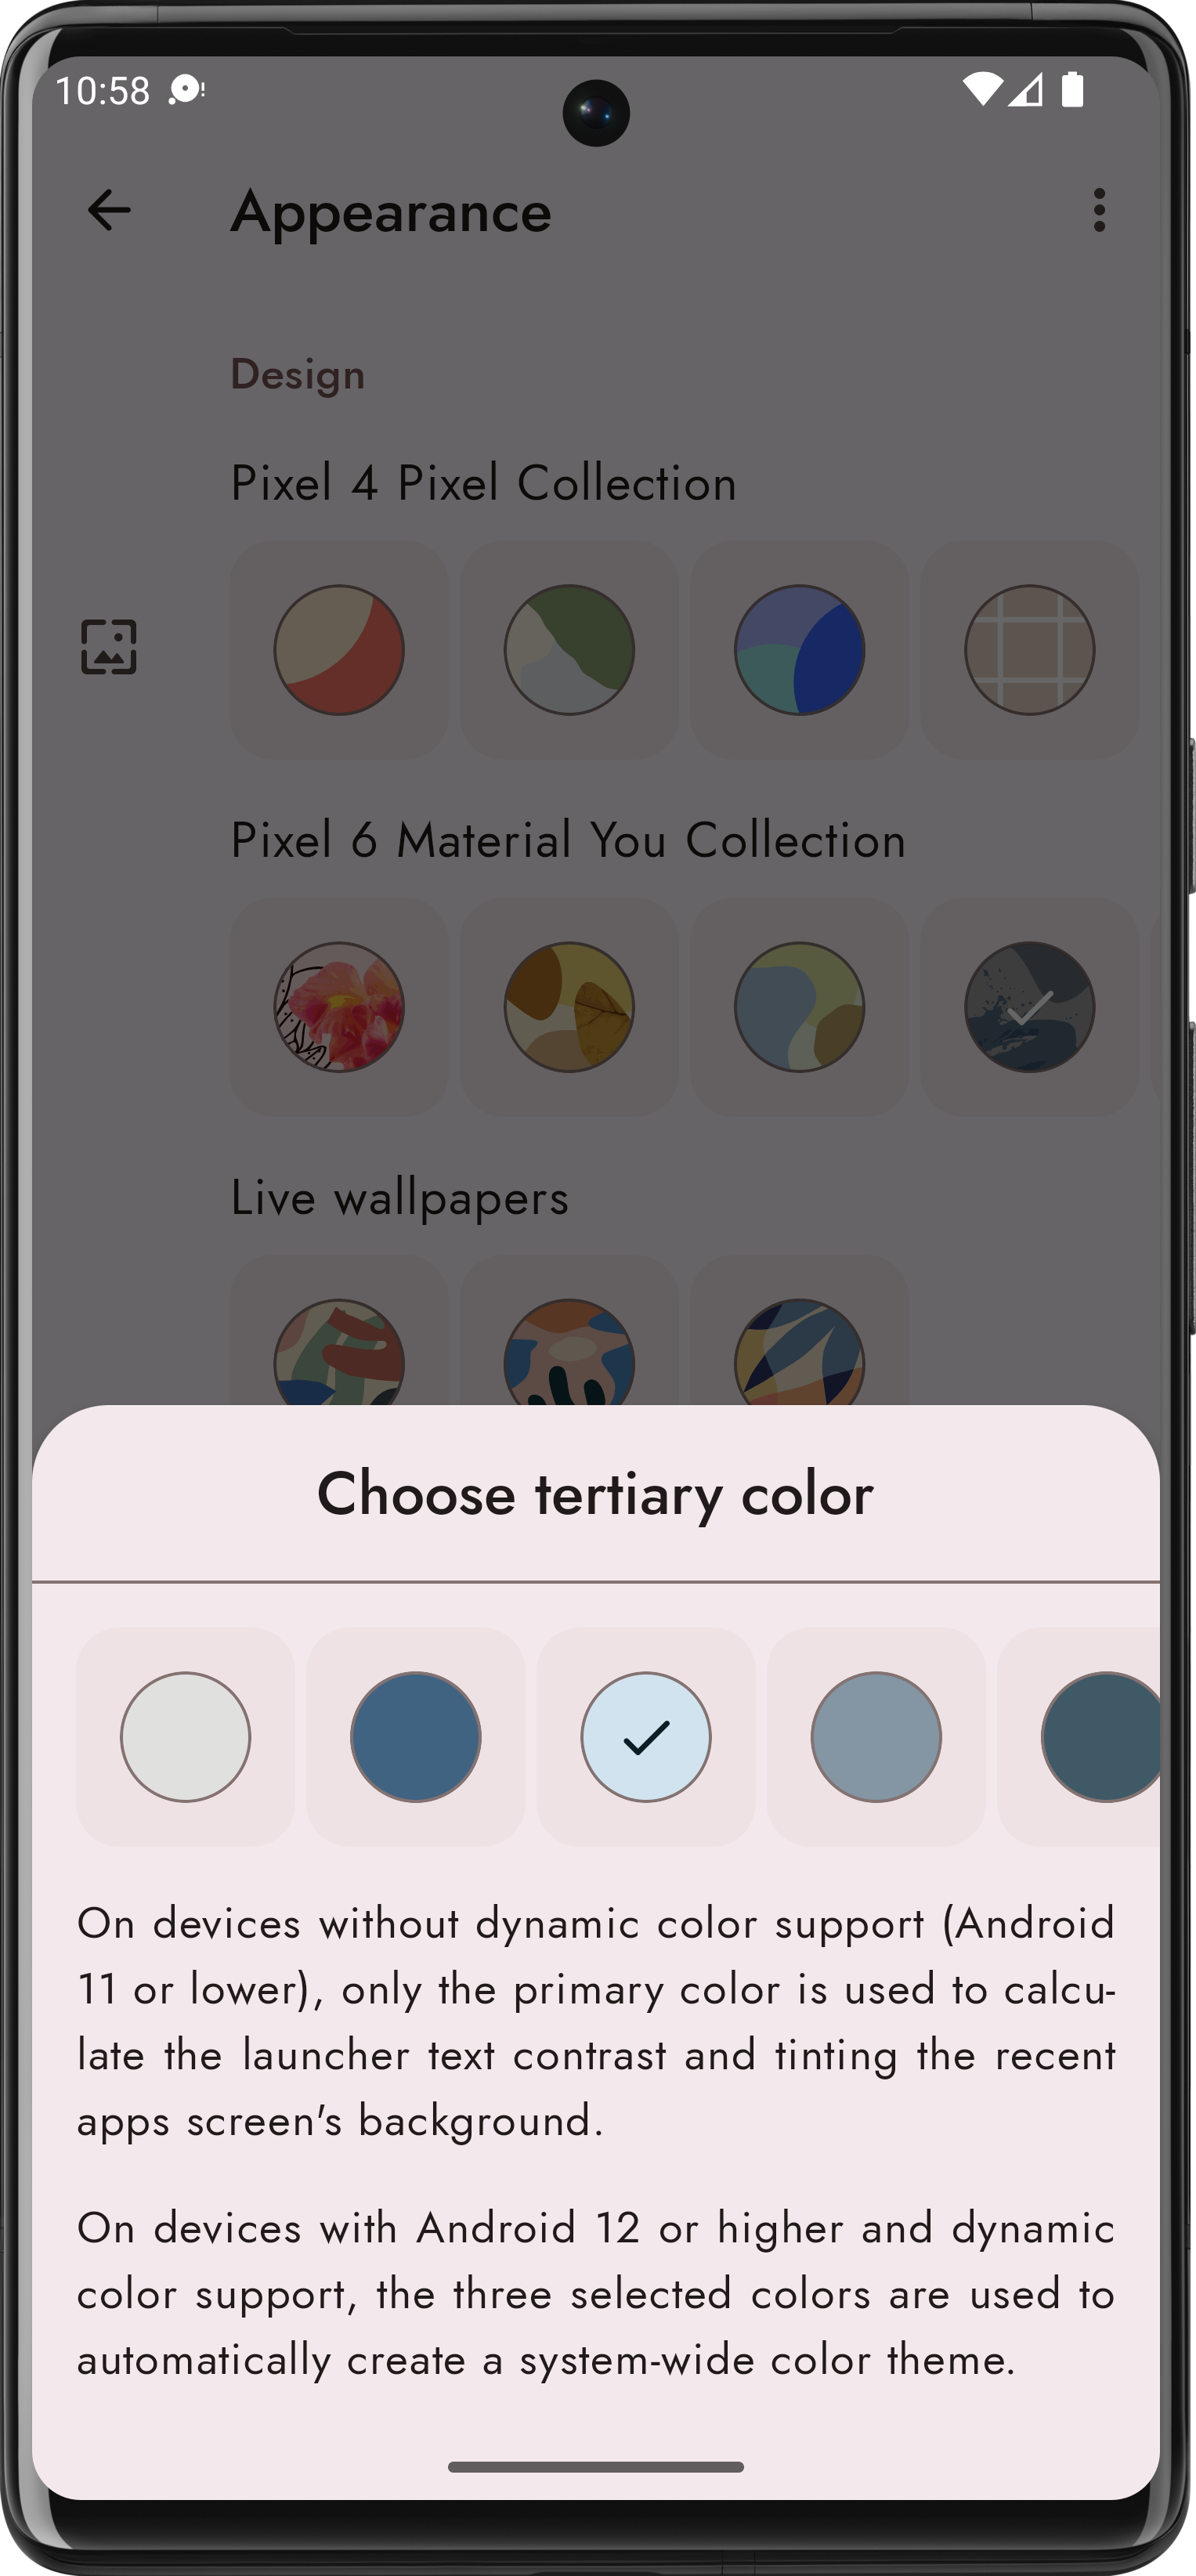 10:58
Appearance
Design
Pixel 4 Pixel Collection
Pixel 6 Material You Collection
Live wallpapers
Choose tertiary color
On devices without dynamic color support (Android
11 or lower), only the primary color is used to calcu-
late the launcher text contrast and tinting the recent
apps screen's background.
On devices with Android 12 or higher and dynamic
color support, the three selected colors are used to
automatically create a system-wide color theme.